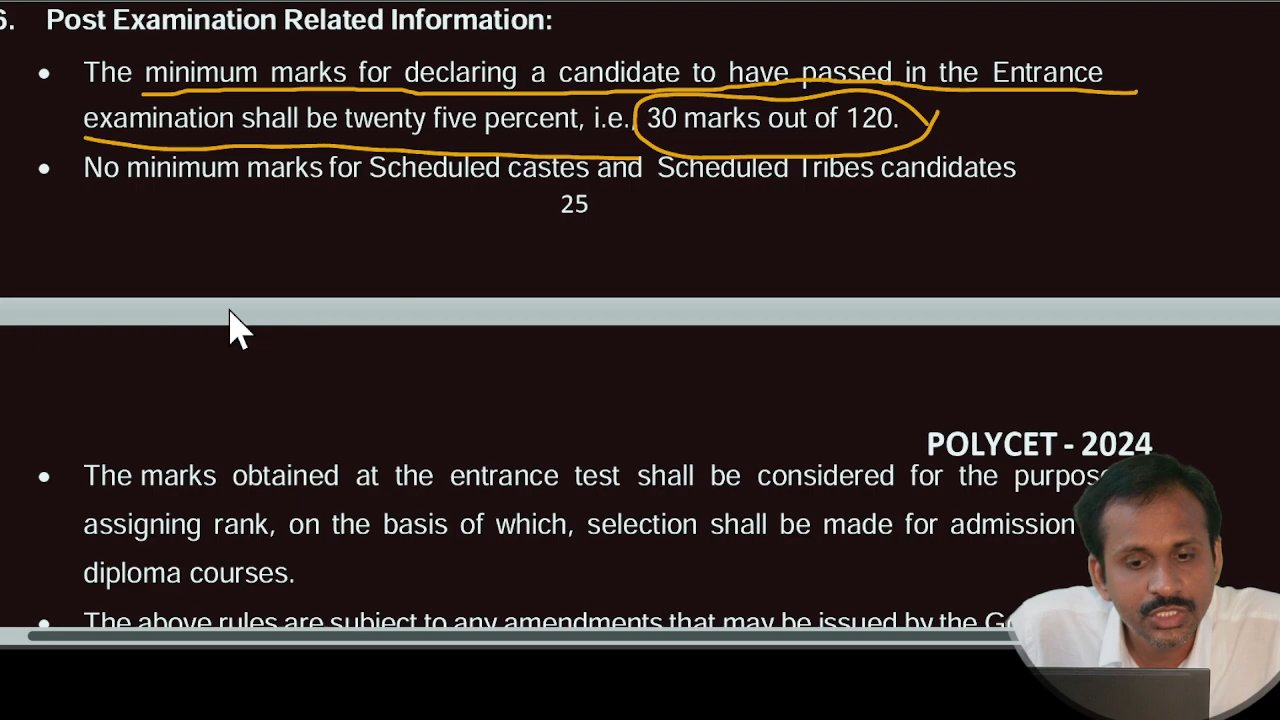 6. Post Examination Related Information:
• The minimum marks for declaring a candidate to have passed in the Entrance
examination shall be twenty five percent, i.e., 30 marks out of 120.
• No minimum marks for Scheduled castes and Scheduled Tribes candidates
25
POLYCET - 2024
• The marks obtained at the entrance test shall be considered for the
assigning rank, on the basis of which, selection shall be made for admission
diploma courses.
• The above rules are subject to any amendments that may be issued by the